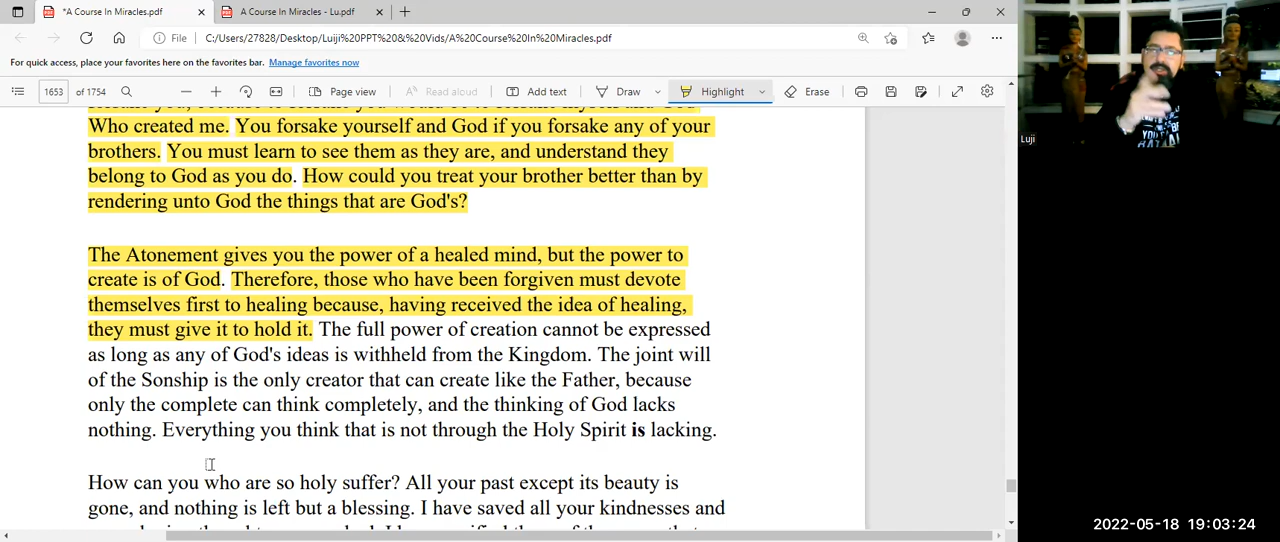 *A Course In Miracles.pdf
A Course In Miracles - Lu.pdf
File
C:/Users/27828/Desktop/Luiji%20PPT%20&%20Vids/A%20Course%20In%20Miracles.pdf
For quick access, place your favorites here on the favorites bar. Manage favorites now
1653 of 1754
Page view
Read aloud
Add text
Draw
Highlight
Erase
Who created me. You forsake yourself and God if you forsake any of your
brothers. You must learn to see them as they are, and understand they
belong to God as you do. How could you treat your brother better than by
rendering unto God the things that are God's?
The Atonement gives you the power of a healed mind, but the power to
create is of God. Therefore, those who have been forgiven must devote
themselves first to healing because, having received the idea of healing,
they must give it to hold it. The full power of creation cannot be expressed
as long as any of God's ideas is withheld from the Kingdom. The joint will
of the Sonship is the only creator that can create like the Father, because
only the complete can think completely, and the thinking of God lacks
nothing. Everything you think that is not through the Holy Spirit is lacking.
How can you who are so holy suffer? All your past except its beauty is
gone, and nothing is left but a blessing. I have saved all your kindnesses and
Luji
2022-05-18 19:03:24